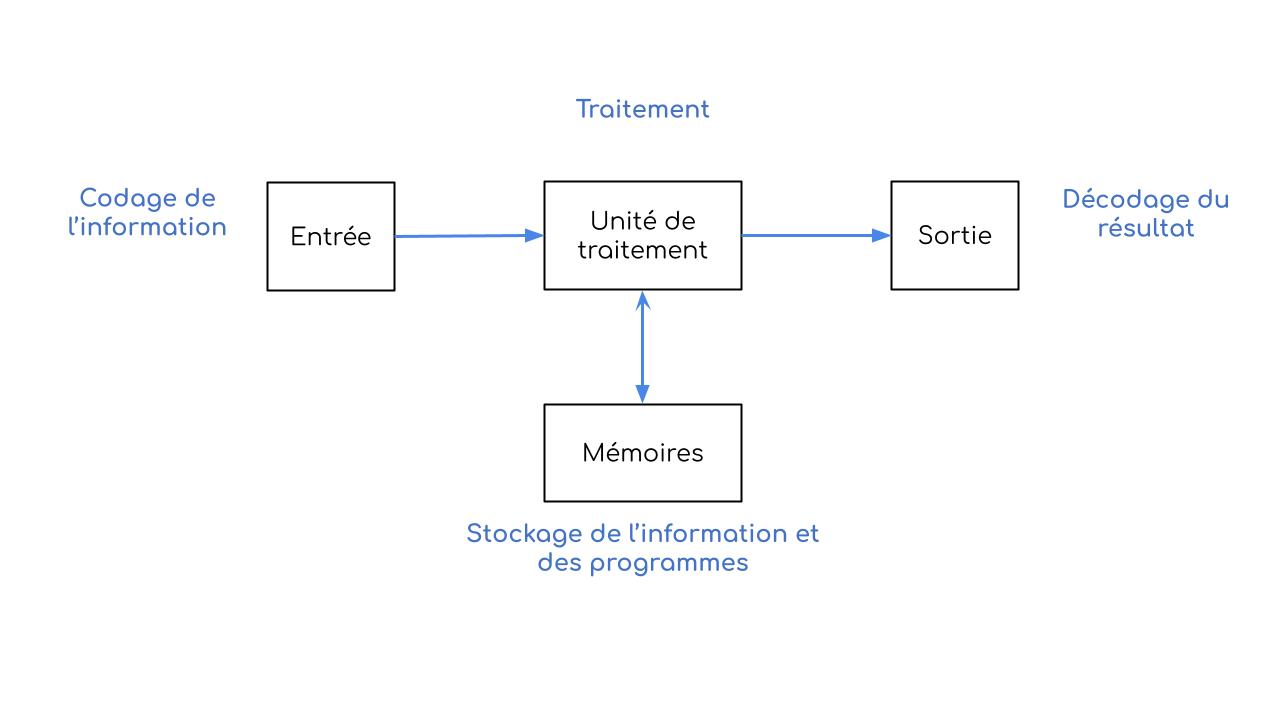 Traitement
Codage de
l’information
Entrée
Unité de
traitement
Sortie
Décodage du
résultat
Mémoires
Stockage de l’information et
des programmes